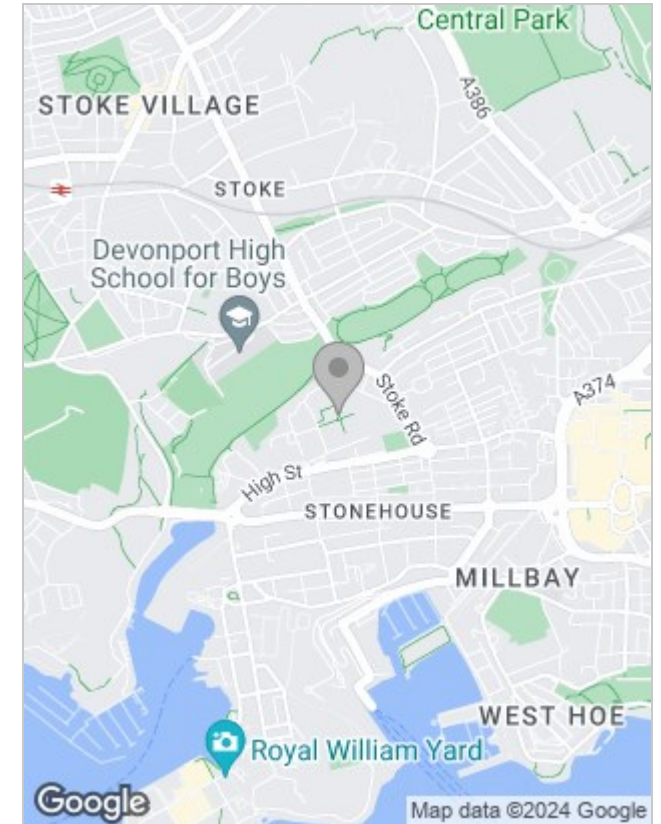 Central Park
A386
STOKE VILLAGE
STOKE
Devonport High
School for Boys
Stoke Rd
A374
High St
STONEHOUSE
MILLBAY
WEST HOE
Royal William Yard
Google
Map data ©2024 Google